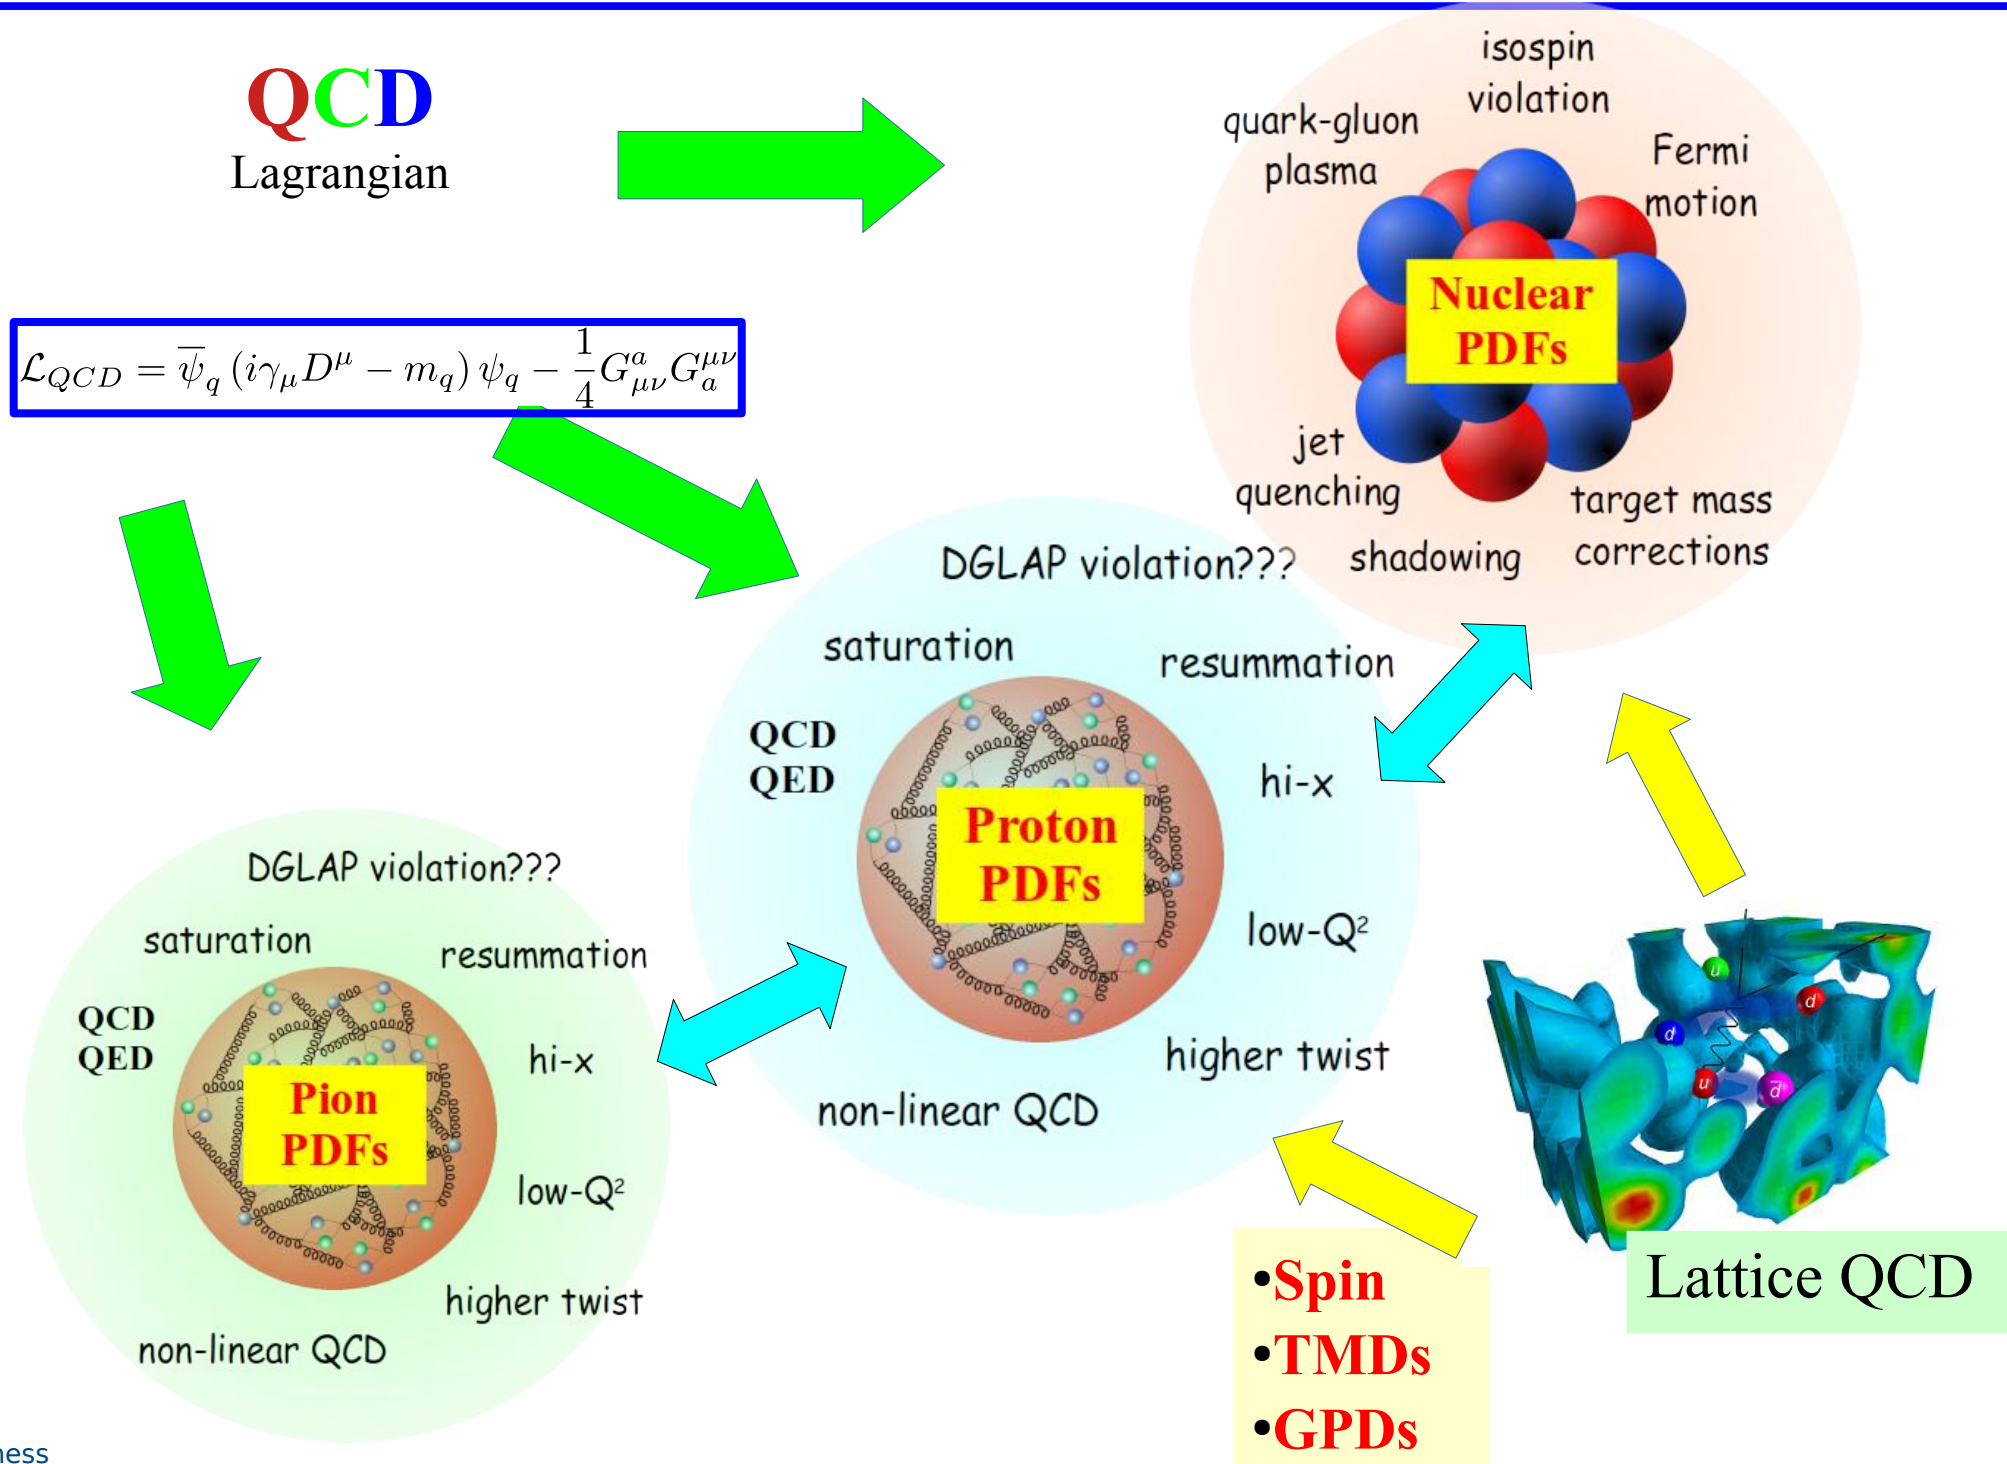 QCD
Lagrangian
$\mathcal{L}_{QCD} = \overline{\psi}_q \left(i\gamma_\mu D^\mu - m_q\right) \psi_q - \frac{1}{4} G^a_{\mu\nu} G^{\mu\nu}_a$
isospin
violation
quark-gluon
plasma
Fermi
motion
Nuclear
PDFs
jet
quenching
target mass
corrections
shadowing
DGLAP violation???
saturation
resummation
QCD
QED
hi-x
Proton
PDFs
low-Q²
higher twist
non-linear QCD
DGLAP violation???
saturation
resummation
QCD
QED
hi-x
Pion
PDFs
low-Q²
higher twist
non-linear QCD
u
d
d
u
d̅
Lattice QCD
•Spin
•TMDs
•GPDs
ness